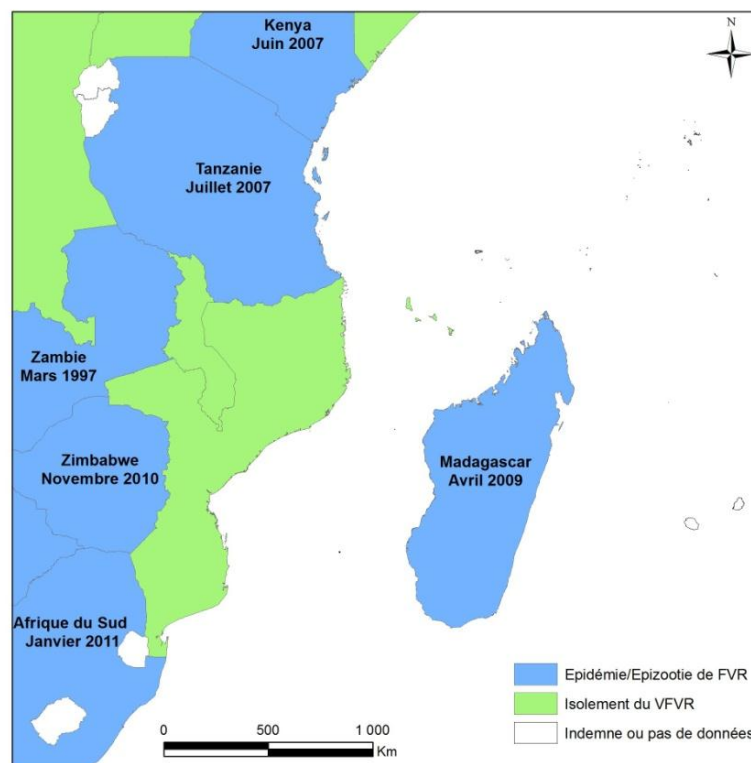 Kenya
Juin 2007
N
Tanzanie
Juillet 2007
Zambie
Mars 1997
Zimbabwe
Novembre 2010
Madagascar
Avril 2009
Afrique du Sud
Janvier 2011
Epidémie/Epizootie de FVR
Isolement du VFVR
Indemne ou pas de données
0 500 1 000
Km